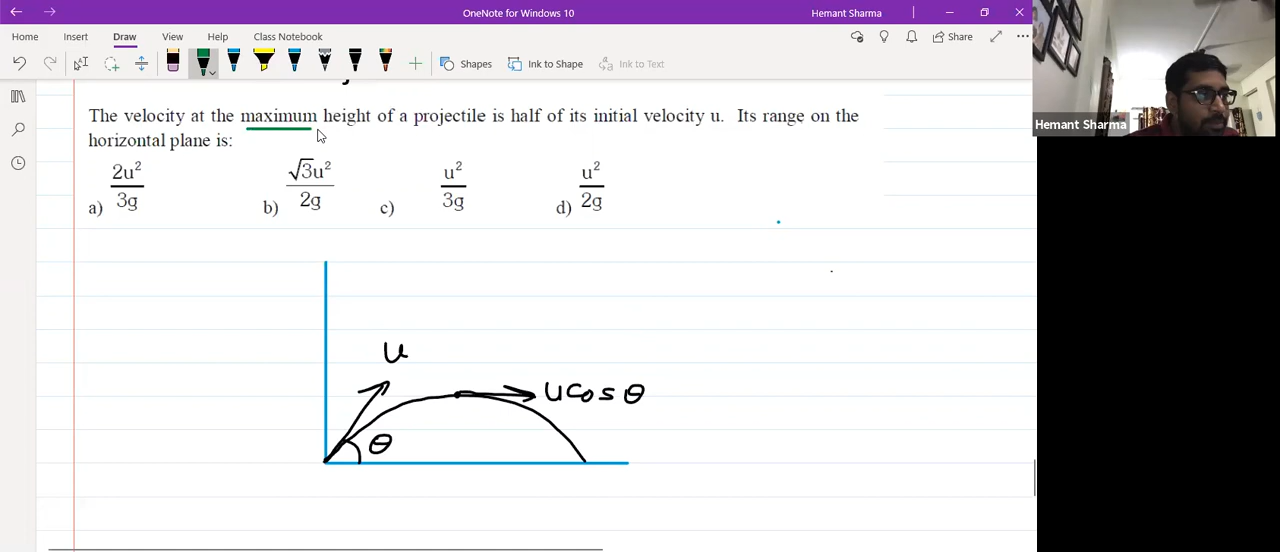 OneNote for Windows 10
Hemant Sharma
Home Insert Draw View Help Class Notebook
Share
Shapes Ink to Shape Ink to Text
The velocity at the maximum height of a projectile is half of its initial velocity u. Its range on the
horizontal plane is:
a) 2u²/3g b) √3u²/2g c) u²/3g d) u²/2g
u
u cos θ
θ
Hemant Sharma